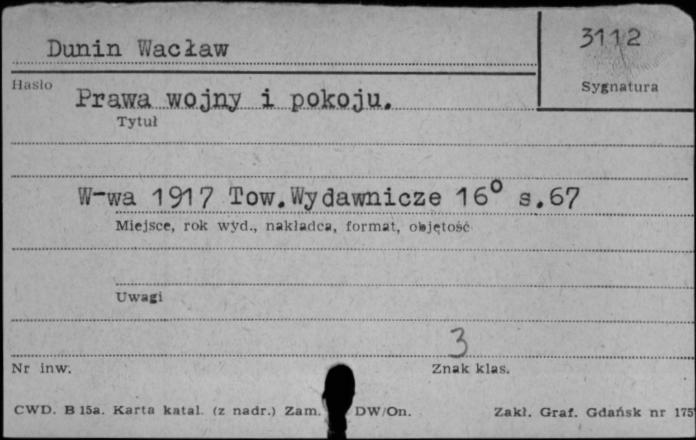 Dunin Wacław
3112
Hasło
Sygnatura
Prawa wojny i pokoju.
Tytuł
W-wa 1917 Tow.Wydawnicze 16° s.67
Miejsce, rok wyd., nakładca, format, objętość
Uwagi
3
Nr inw.
Znak klas.
CWD. B 15a. Karta katal. (z nadr.) Zam. DW/On. Zakł. Graf. Gdańsk nr 175